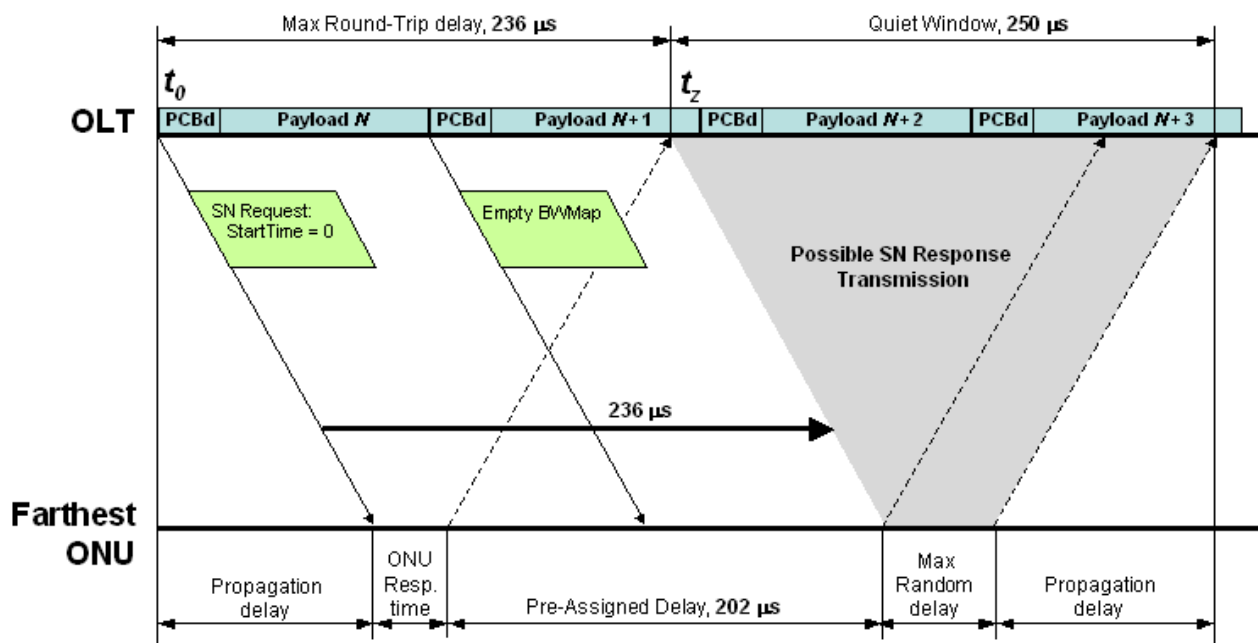 Max Round-Trip delay, 236 µs
Quiet Window, 250 µs
t0
tz
OLT
PCBd
Payload N
PCBd
Payload N+1
PCBd
Payload N+2
PCBd
Payload N+3
SN Request:
StartTime = 0
Empty BWMap
Possible SN Response
Transmission
236 µs
Farthest
ONU
Propagation
delay
ONU
Resp.
time
Pre-Assigned Delay, 202 µs
Max
Random
delay
Propagation
delay